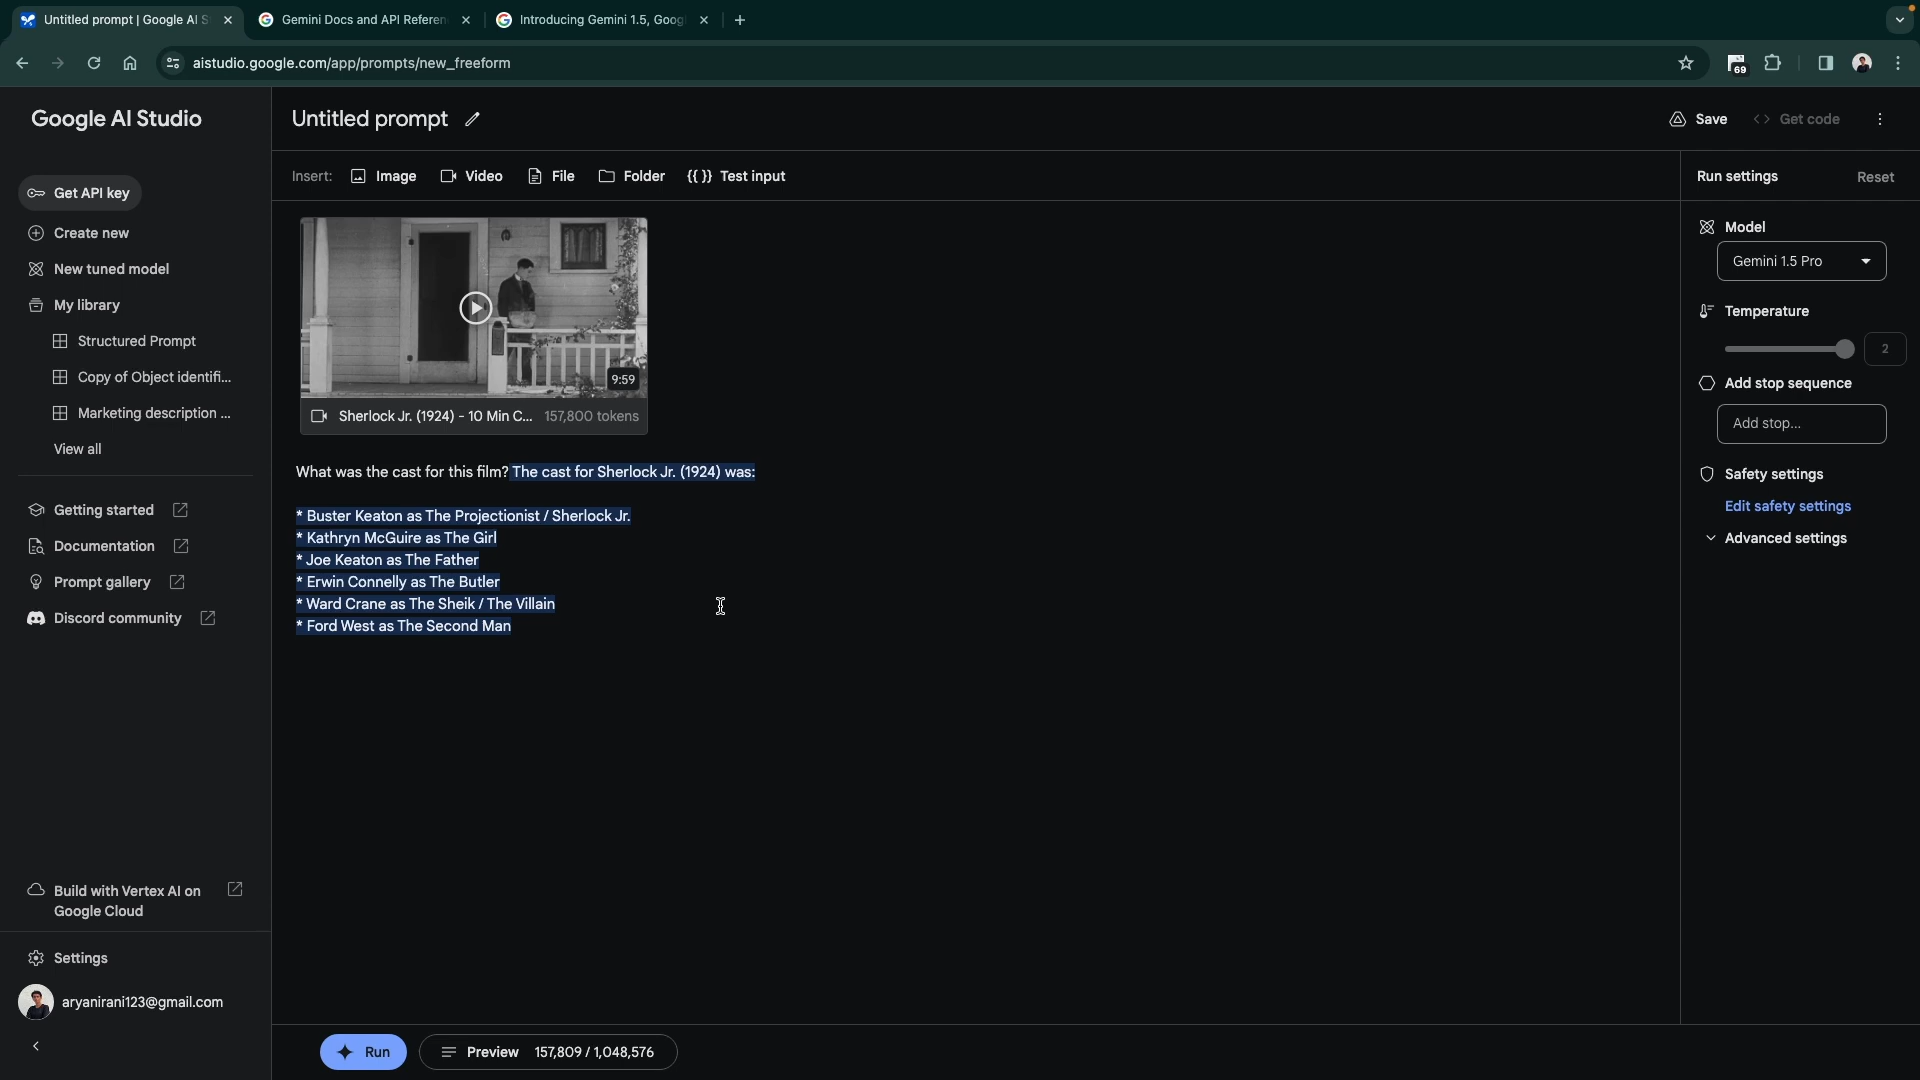 Untitled prompt | Google AI S
Gemini Docs and API Referen
Introducing Gemini 1.5, Goog
aistudio.google.com/app/prompts/new_freeform
69
Google AI Studio
Untitled prompt
Save
<> Get code
Get API key
Create new
New tuned model
My library
Structured Prompt
Copy of Object identifi...
Marketing description ...
View all
Getting started
Documentation
Prompt gallery
Discord community
Build with Vertex AI on
Google Cloud
Settings
aryanirani123@gmail.com
Insert: Image Video File Folder {{ }} Test input
9:59
Sherlock Jr. (1924) - 10 Min C... 157,800 tokens
What was the cast for this film? The cast for Sherlock Jr. (1924) was:
* Buster Keaton as The Projectionist / Sherlock Jr.
* Kathryn McGuire as The Girl
* Joe Keaton as The Father
* Erwin Connelly as The Butler
* Ward Crane as The Sheik / The Villain
* Ford West as The Second Man
Run
Preview 157,809 / 1,048,576
Run settings
Reset
Model
Gemini 1.5 Pro
Temperature
2
Add stop sequence
Add stop...
Safety settings
Edit safety settings
Advanced settings